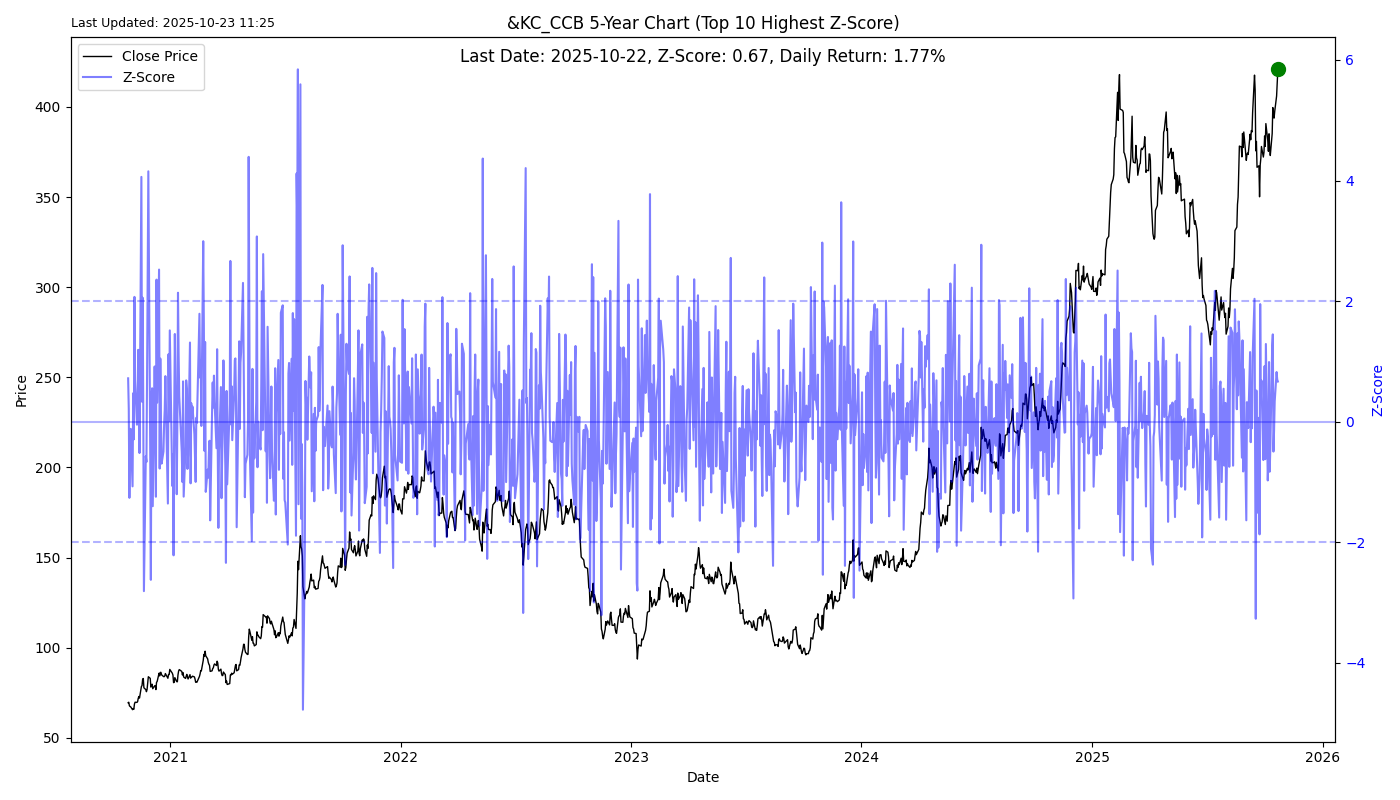 Last Updated: 2025-10-23 11:25
&KC_CCB 5-Year Chart (Top 10 Highest Z-Score)
Last Date: 2025-10-22, Z-Score: 0.67, Daily Return: 1.77%
Close Price
Z-Score
400
350
300
250
200
150
100
50
Price
6
4
2
0
−2
−4
Z-Score
2021
2022
2023
2024
2025
2026
Date